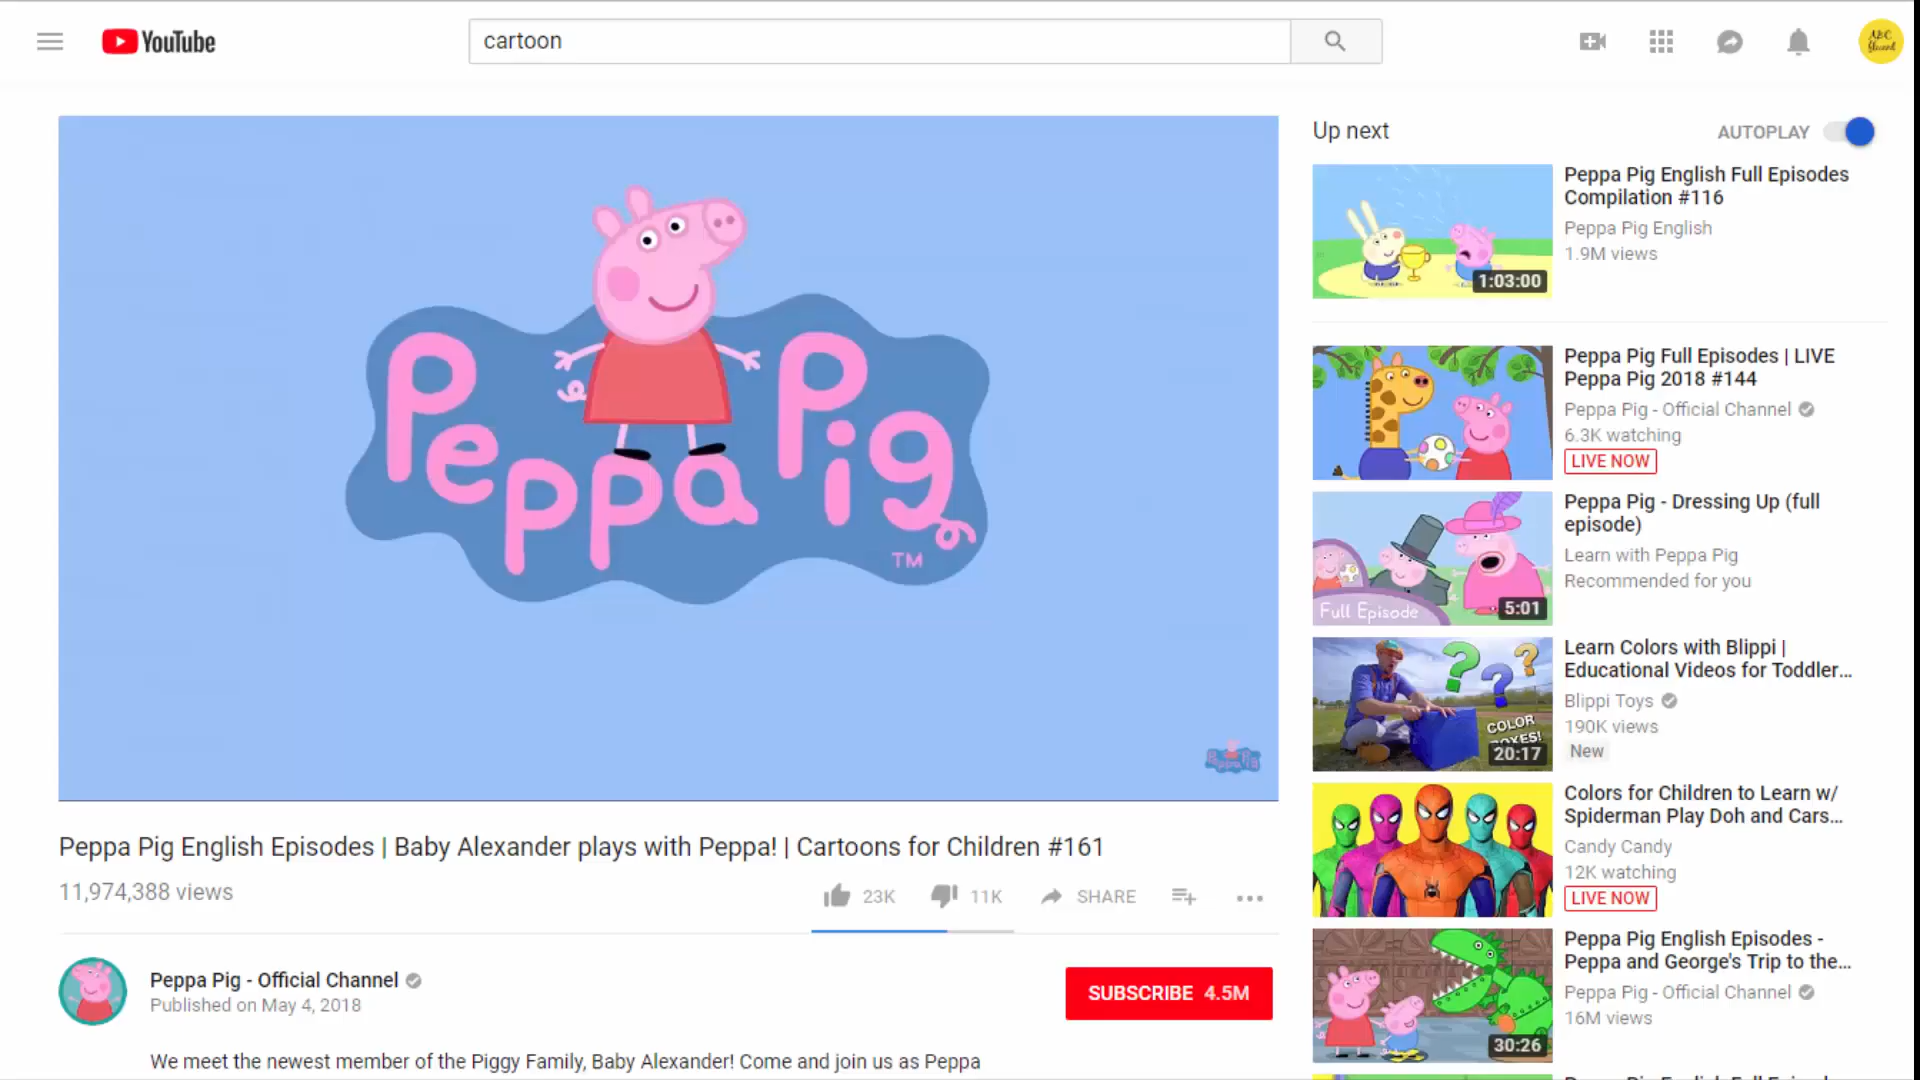 YouTube
cartoon
ABC
Peppa Pig
TM
Peppa Pig
Peppa Pig English Episodes | Baby Alexander plays with Peppa! | Cartoons for Children #161
11,974,388 views
23K
11K
SHARE
Peppa Pig - Official Channel
Published on May 4, 2018
SUBSCRIBE 4.5M
We meet the newest member of the Piggy Family, Baby Alexander! Come and join us as Peppa
Up next
AUTOPLAY
1:03:00
Peppa Pig English Full Episodes
Compilation #116
Peppa Pig English
1.9M views
Peppa Pig Full Episodes | LIVE
Peppa Pig 2018 #144
Peppa Pig - Official Channel
6.3K watching
LIVE NOW
Full Episode
5:01
Peppa Pig - Dressing Up (full
episode)
Learn with Peppa Pig
Recommended for you
COLOR
20:17
Learn Colors with Blippi |
Educational Videos for Toddler...
Blippi Toys
190K views
New
Colors for Children to Learn w/
Spiderman Play Doh and Cars...
Candy Candy
12K watching
LIVE NOW
30:26
Peppa Pig English Episodes -
Peppa and George's Trip to the...
Peppa Pig - Official Channel
16M views